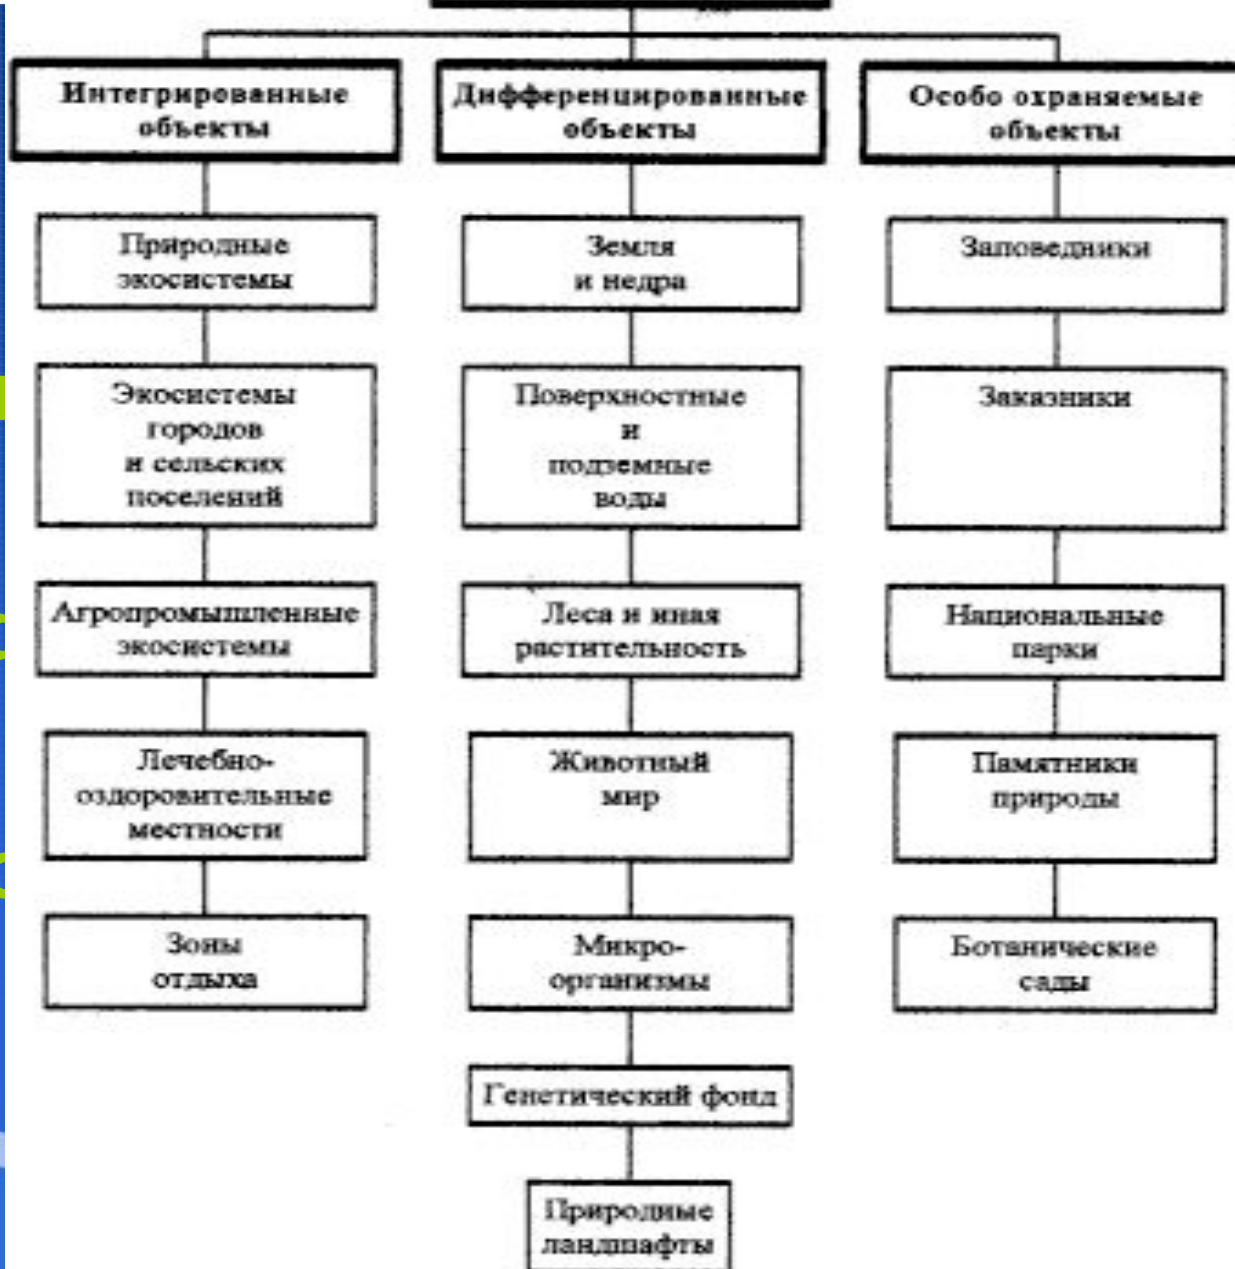 Интегрированные
объекты
Природные
экосистемы
Экосистемы
городов
и сельских
поселений
Агропромышленные
экосистемы
Лечебно-
оздоровительные
местности
Зоны
отдыха
Дифференцированные
объекты
Земля
и недра
Поверхностные
и
подземные
воды
Леса и иная
растительность
Животный
мир
Микро-
организмы
Генетический фонд
Природные
ландшафты
Особо охраняемые
объекты
Заповедники
Заказники
Национальные
парки
Памятники
природы
Ботанические
сады